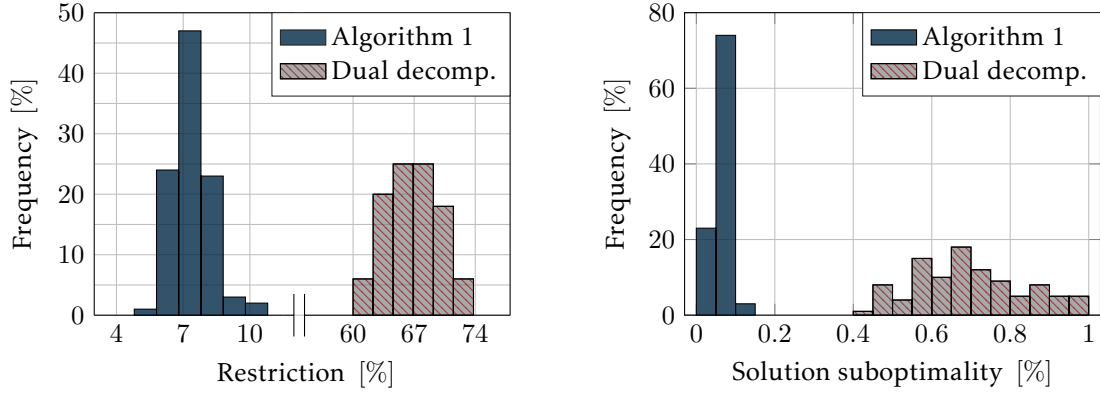 50
40
30
20
10
0
4
7
10
60
67
74
Frequency [%]
Restriction [%]
Algorithm 1
Dual decomp.
80
60
40
20
0
0
0.2
0.4
0.6
0.8
1
Frequency [%]
Solution suboptimality [%]
Algorithm 1
Dual decomp.